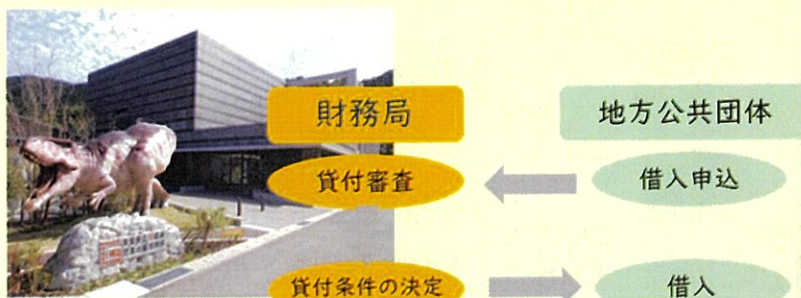 財務局
地方公共団体
貸付審査
借入申込
貸付条件の決定
借入